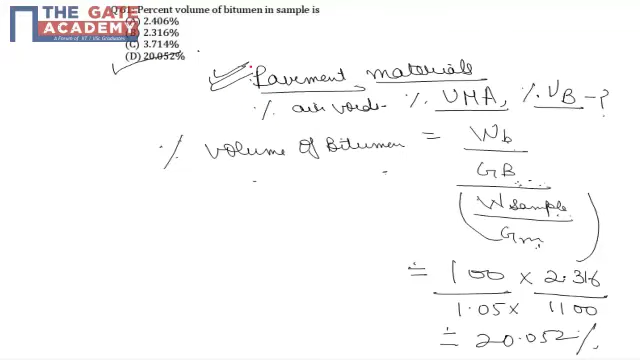 THE GATE
ACADEMY
A Forum of IIT / IISc Graduates
Percent volume of bitumen in sample is
(A) 2.406%
(B) 2.316%
(C) 3.714%
(D) 20.052%
Pavement materials
% air voids % VMA, % VB - ?
% volume of Bitumen = Wb
GB
W sample
Gm
= 100 × 2.316
1.05 × 1100
= 20.052%